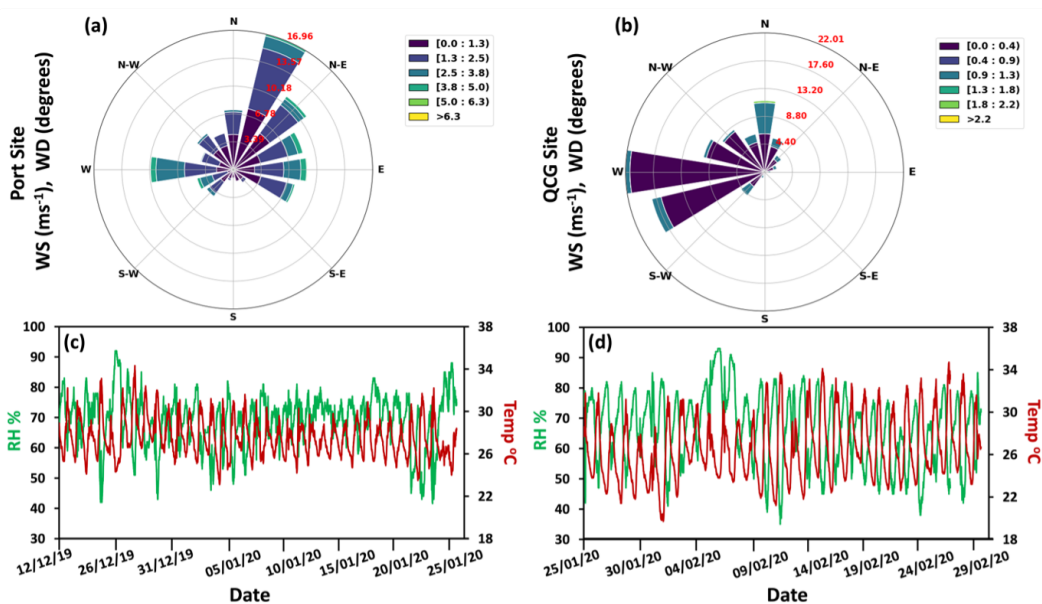 (a)
N
N-E
E
S-E
S
S-W
W
N-W
16.96
13.57
10.18
6.78
3.39
[0.0 : 1.3)
[1.3 : 2.5)
[2.5 : 3.8)
[3.8 : 5.0)
[5.0 : 6.3)
>6.3
Port Site
WS (ms-1), WD (degrees)
(b)
N
N-E
E
S-E
S
S-W
W
N-W
22.01
17.60
13.20
8.80
4.40
[0.0 : 0.4)
[0.4 : 0.9)
[0.9 : 1.3)
[1.3 : 1.8)
[1.8 : 2.2)
>2.2
QCG Site
WS (ms-1), WD (degrees)
(c)
RH %
100
90
80
70
60
50
40
30
38
34
30
26
22
18
Temp °C
12/12/19
26/12/19
31/12/19
05/01/20
10/01/20
15/01/20
20/01/20
25/01/20
Date
(d)
RH %
100
90
80
70
60
50
40
30
38
34
30
26
22
18
Temp °C
25/01/20
30/01/20
04/02/20
09/02/20
14/02/20
19/02/20
24/02/20
29/02/20
Date